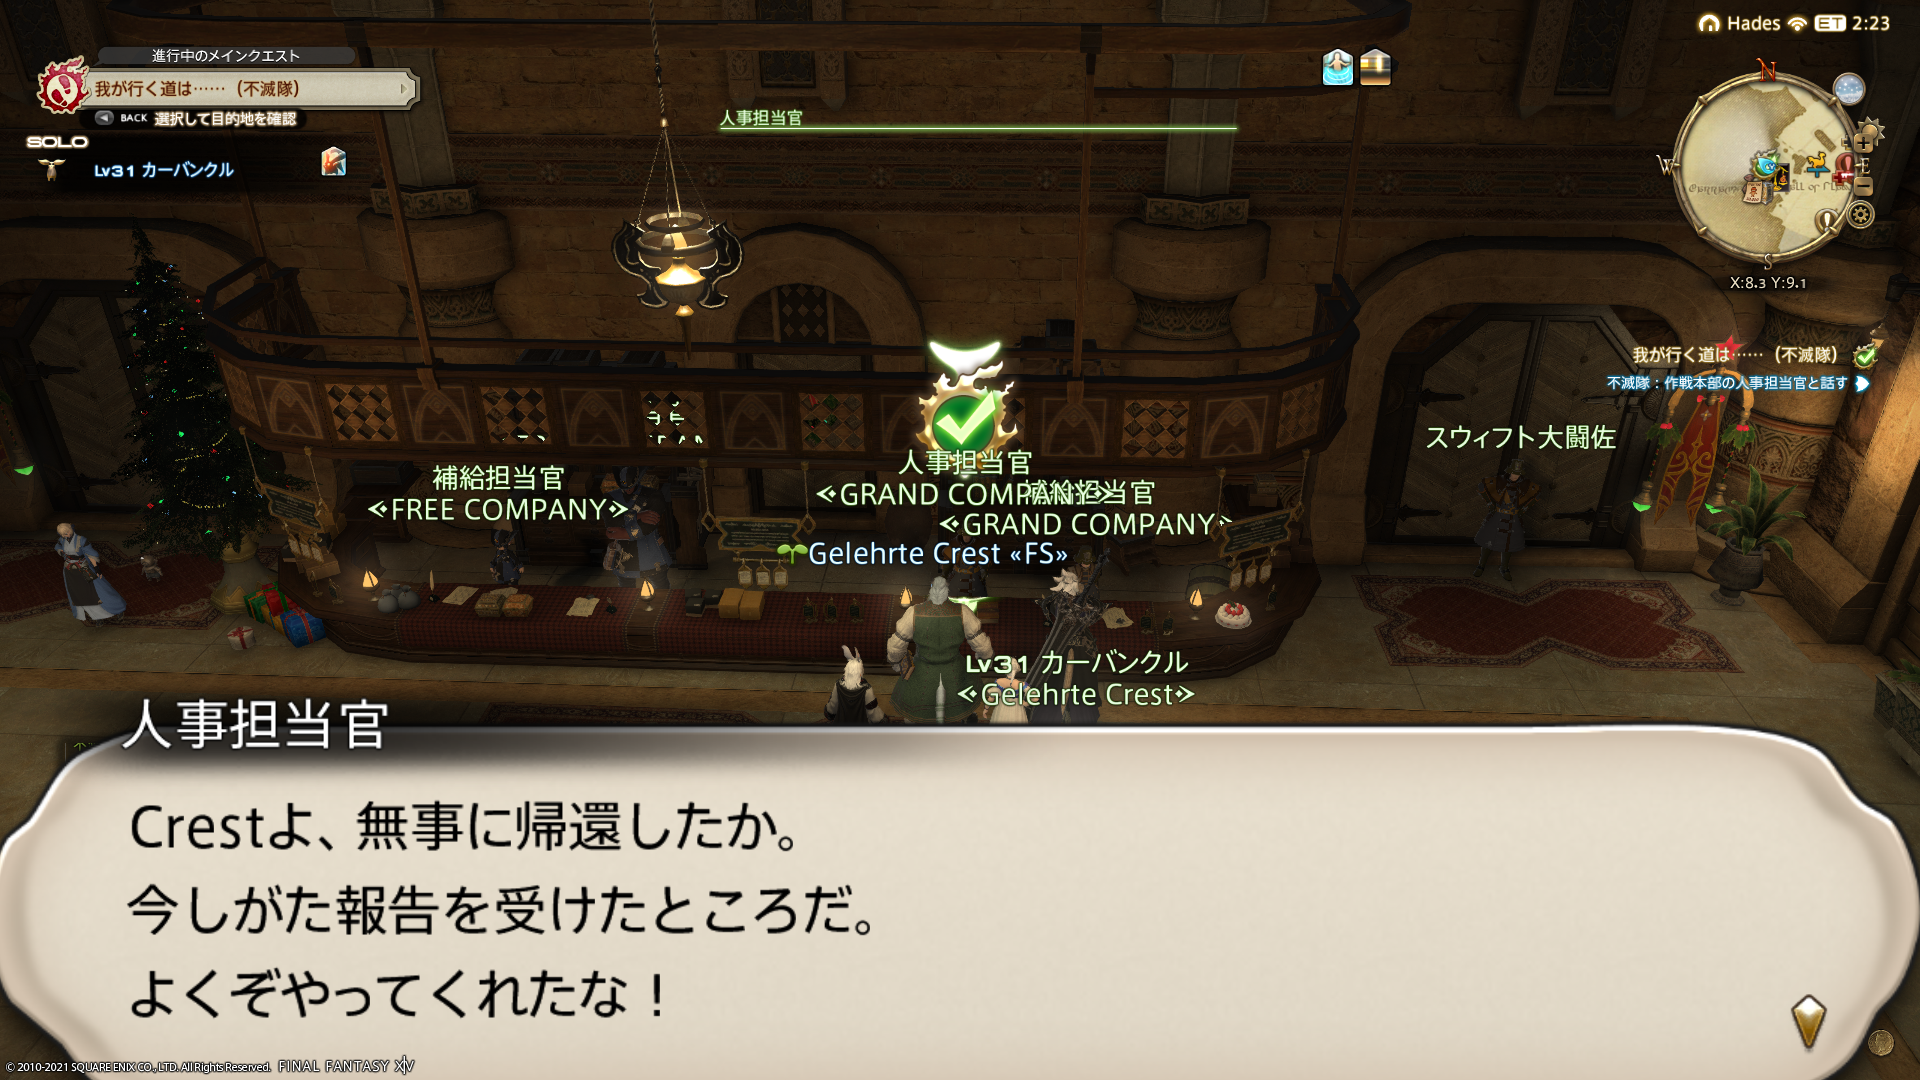 Hades ET 2:23
進行中のメインクエスト
我が行く道は……（不滅隊）
BACK 選択して目的地を確認
SOLO
Lv31 カーバンクル
人事担当官
N
W
E
S
X:8.3 Y:9.1
我が行く道は……（不滅隊）
不滅隊：作戦本部の人事担当官と話す
スウィフト大闘佐
補給担当官
«FREE COMPANY»
人事担当官
«GRAND COMPANY»
補給担当官
«GRAND COMPANY»
Gelehrte Crest «FS»
Lv31 カーバンクル
«Gelehrte Crest»
人事担当官
Crestよ、無事に帰還したか。
今しがた報告を受けたところだ。
よくぞやってくれたな！
© 2010-2021 SQUARE ENIX CO., LTD. All Rights Reserved. FINAL FANTASY XIV